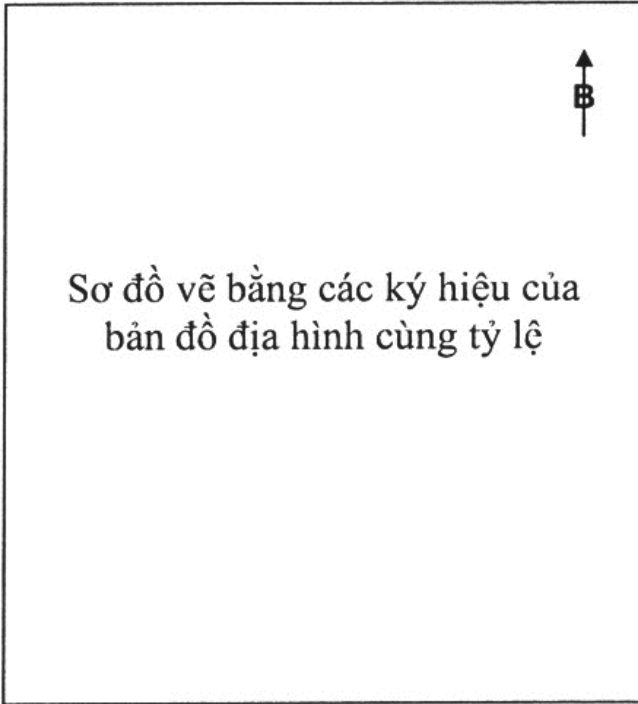 B
Sơ đồ vẽ bằng các ký hiệu của
bản đồ địa hình cùng tỷ lệ